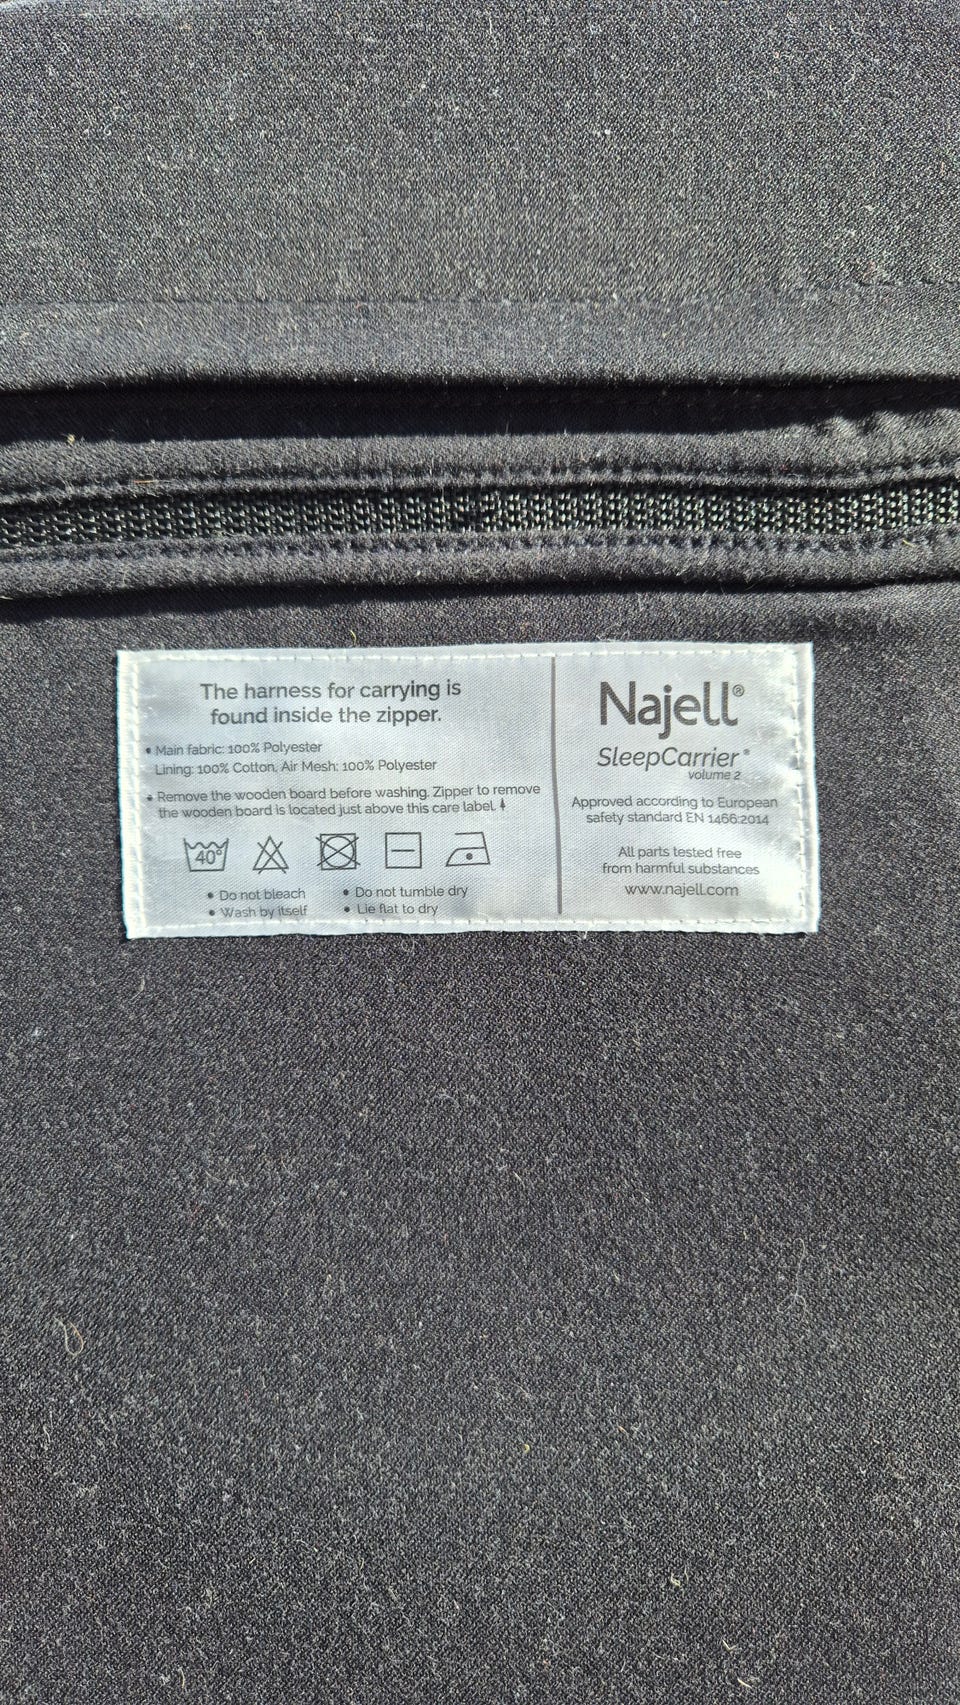 The harness for carrying is
found inside the zipper.
• Main fabric: 100% Polyester
Lining: 100% Cotton, Air Mesh: 100% Polyester
• Remove the wooden board before washing. Zipper to remove
the wooden board is located just above this care label.
40°
• Do not bleach
• Wash by itself
• Do not tumble dry
• Lie flat to dry
Najell®
SleepCarrier®
volume 2
Approved according to European
safety standard EN 1466:2014
All parts tested free
from harmful substances
www.najell.com